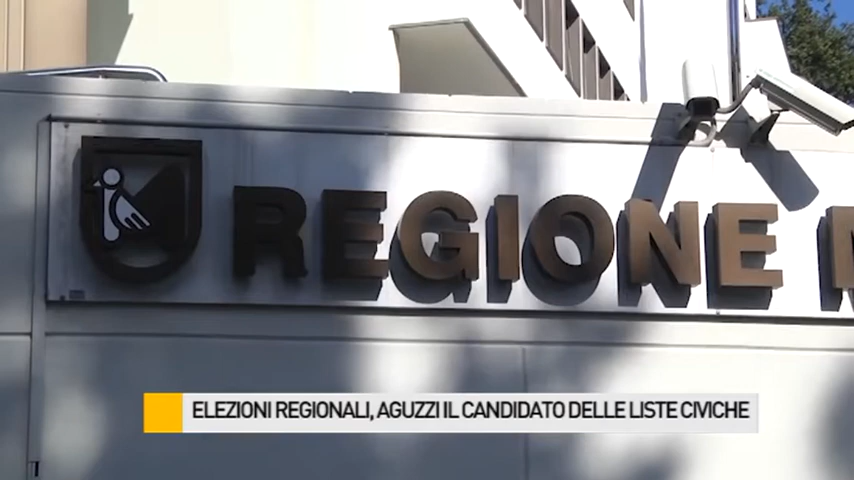 REGIONE
ELEZIONI REGIONALI, AGUZZI IL CANDIDATO DELLE LISTE CIVICHE